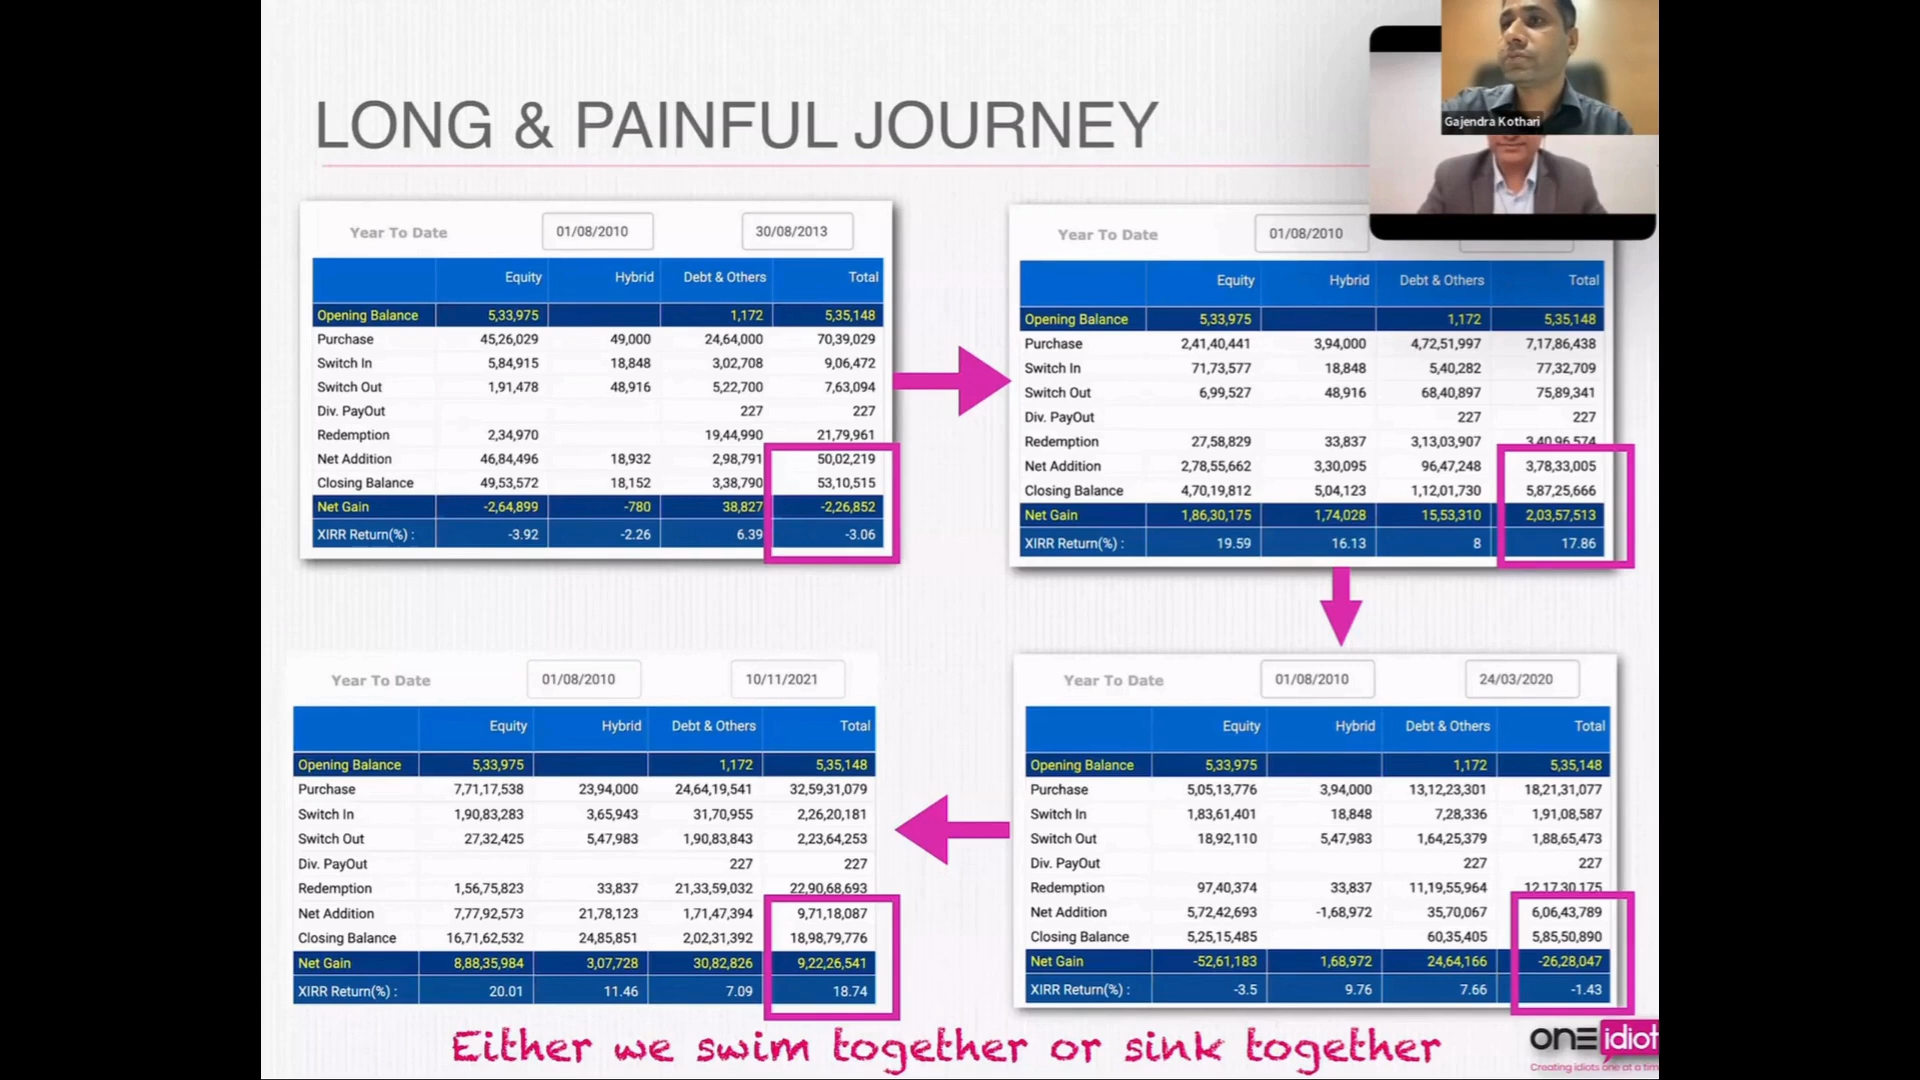 LONG & PAINFUL JOURNEY
Gajendra Kothari
Year To Date 01/08/2010 30/08/2013
Equity Hybrid Debt & Others Total
Opening Balance 5,33,975 1,172 5,35,148
Purchase 45,26,029 49,000 24,64,000 70,39,029
Switch In 5,84,915 18,848 3,02,708 9,06,472
Switch Out 1,91,478 48,916 5,22,700 7,63,094
Div. PayOut 227 227
Redemption 2,34,970 19,44,990 21,79,961
Net Addition 46,84,496 18,932 2,98,791 50,02,219
Closing Balance 49,53,572 18,152 3,38,790 53,10,515
Net Gain -2,64,899 -780 38,827 -2,26,852
XIRR Return(%) : -3.92 -2.26 6.39 -3.06
Year To Date 01/08/2010
Equity Hybrid Debt & Others Total
Opening Balance 5,33,975 1,172 5,35,148
Purchase 2,41,40,441 3,94,000 4,72,51,997 7,17,86,438
Switch In 71,73,577 18,848 5,40,282 77,32,709
Switch Out 6,99,527 48,916 68,40,897 75,89,341
Div. PayOut 227 227
Redemption 27,58,829 33,837 3,13,03,907 3,40,96,574
Net Addition 2,78,55,662 3,30,095 96,47,248 3,78,33,005
Closing Balance 4,70,19,812 5,04,123 1,12,01,730 5,87,25,666
Net Gain 1,86,30,175 1,74,028 15,53,310 2,03,57,513
XIRR Return(%) : 19.59 16.13 8 17.86
Year To Date 01/08/2010 10/11/2021
Equity Hybrid Debt & Others Total
Opening Balance 5,33,975 1,172 5,35,148
Purchase 7,71,17,538 23,94,000 24,64,19,541 32,59,31,079
Switch In 1,90,83,283 3,65,943 31,70,955 2,26,20,181
Switch Out 27,32,425 5,47,983 1,90,83,843 2,23,64,253
Div. PayOut 227 227
Redemption 1,56,75,823 33,837 21,33,59,032 22,90,68,693
Net Addition 7,77,92,573 21,78,123 1,71,47,394 9,71,18,087
Closing Balance 16,71,62,532 24,85,851 2,02,31,392 18,98,79,776
Net Gain 8,88,35,984 3,07,728 30,82,826 9,22,26,541
XIRR Return(%) : 20.01 11.46 7.09 18.74
Year To Date 01/08/2010 24/03/2020
Equity Hybrid Debt & Others Total
Opening Balance 5,33,975 1,172 5,35,148
Purchase 5,05,13,776 3,94,000 13,12,23,301 18,21,31,077
Switch In 1,83,61,401 18,848 7,28,336 1,91,08,587
Switch Out 18,92,110 5,47,983 1,64,25,379 1,88,65,473
Div. PayOut 227 227
Redemption 97,40,374 33,837 11,19,55,964 12,17,30,175
Net Addition 5,72,42,693 -1,68,972 35,70,067 6,06,43,789
Closing Balance 5,25,15,485 60,35,405 5,85,50,890
Net Gain -52,61,183 1,68,972 24,64,166 -26,28,047
XIRR Return(%) : -3.5 9.76 7.66 -1.43
Either we swim together or sink together
ONE idiot
Creating idiots one at a tim